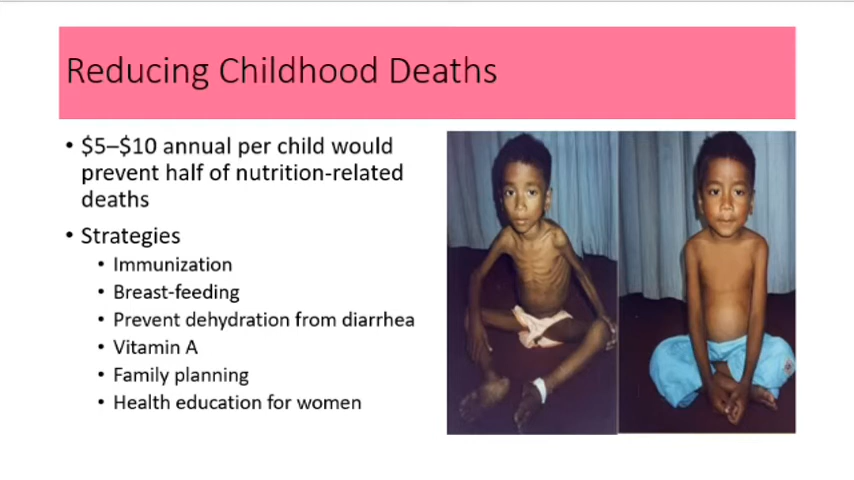 Reducing Childhood Deaths
• $5–$10 annual per child would
prevent half of nutrition-related
deaths
• Strategies
• Immunization
• Breast-feeding
• Prevent dehydration from diarrhea
• Vitamin A
• Family planning
• Health education for women